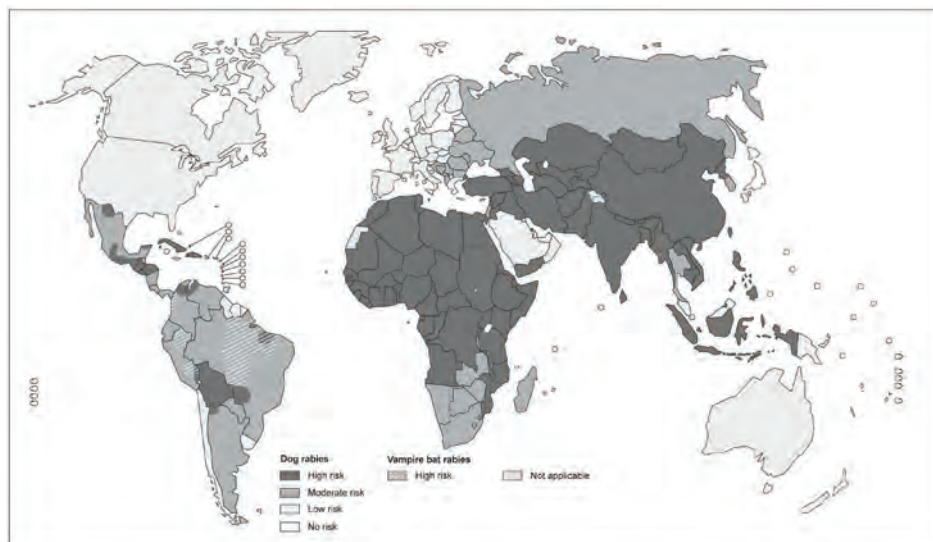 Dog rabies
High risk
Moderate risk
Low risk
No risk
Vampire bat rabies
High risk
Not applicable